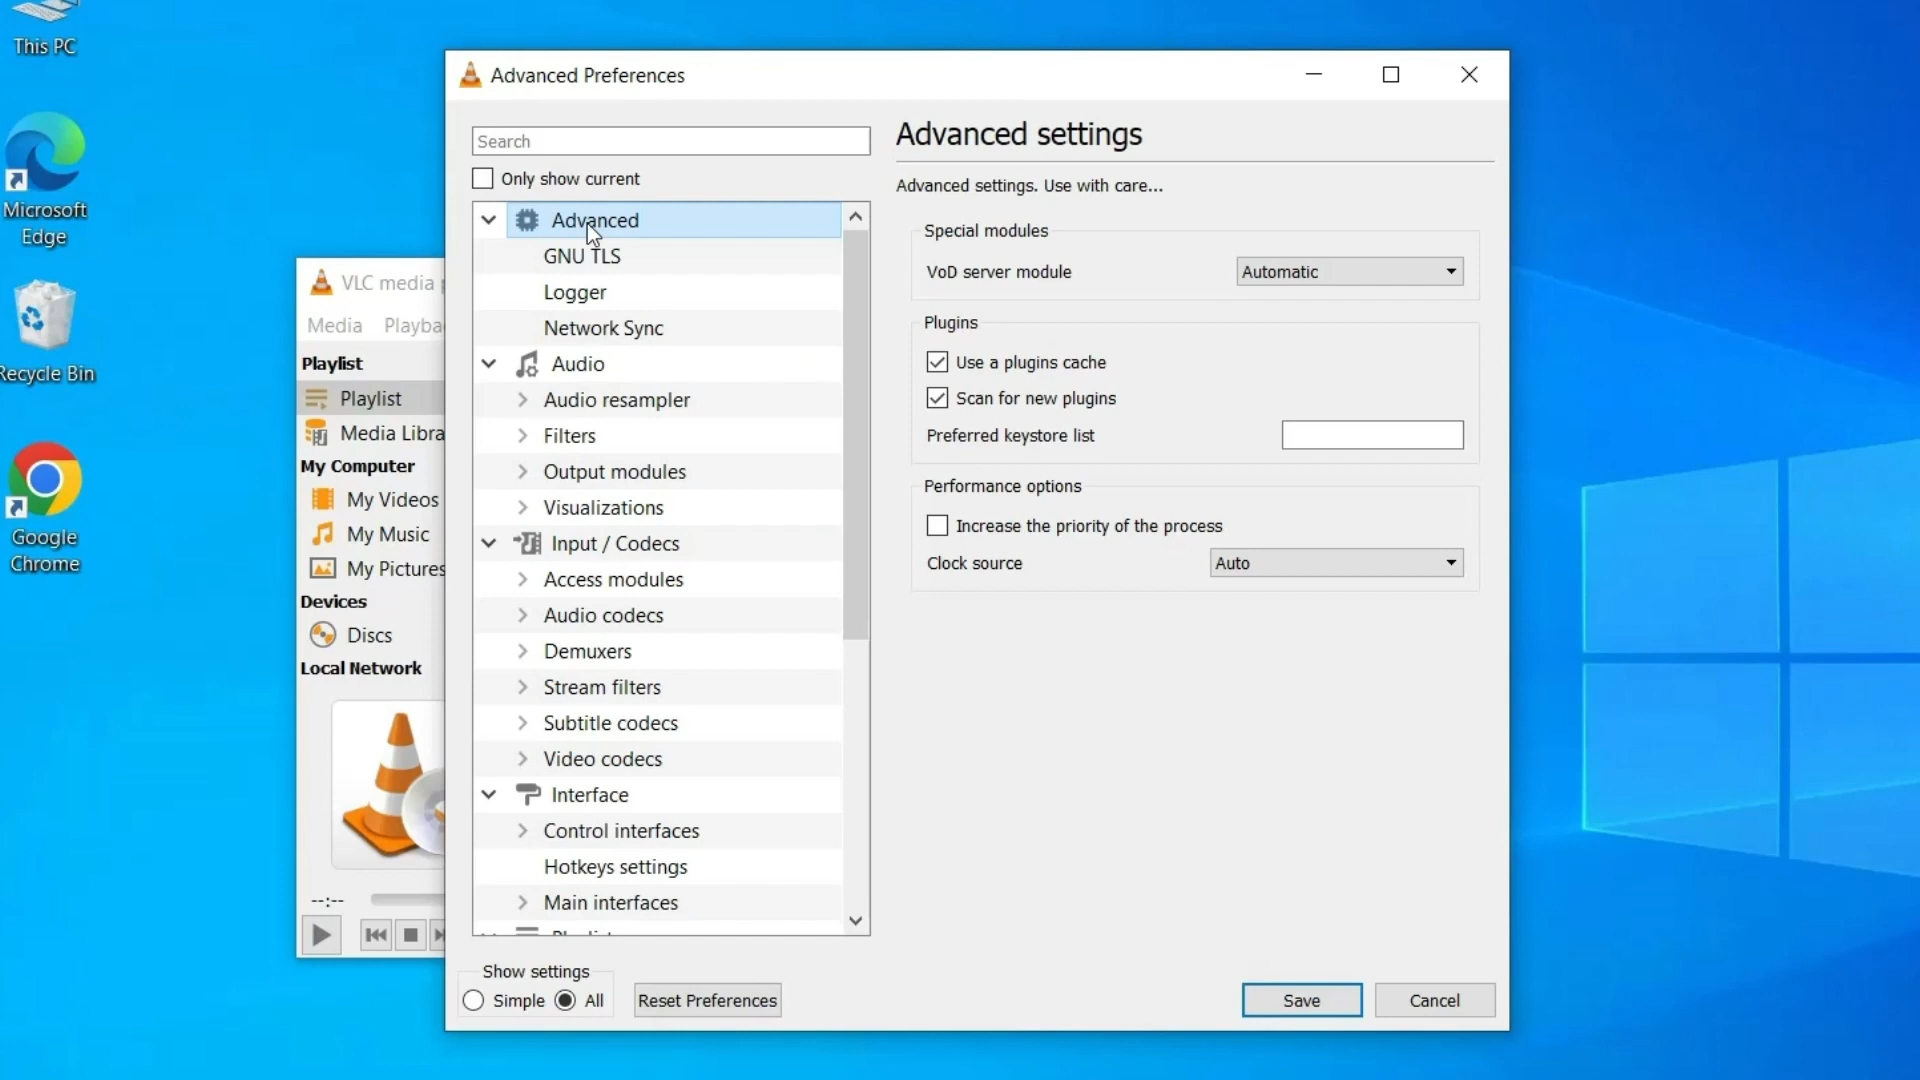 This PC
Microsoft
Edge
Recycle Bin
Google
Chrome
VLC media
Media Playba
Playlist
Playlist
Media Libra
My Computer
My Videos
My Music
My Pictures
Devices
Discs
Local Network
--:--
Advanced Preferences
Search
Only show current
Advanced
GNU TLS
Logger
Network Sync
Audio
Audio resampler
Filters
Output modules
Visualizations
Input / Codecs
Access modules
Audio codecs
Demuxers
Stream filters
Subtitle codecs
Video codecs
Interface
Control interfaces
Hotkeys settings
Main interfaces
Show settings
Simple All
Reset Preferences
Advanced settings
Advanced settings. Use with care...
Special modules
VoD server module Automatic
Plugins
Use a plugins cache
Scan for new plugins
Preferred keystore list
Performance options
Increase the priority of the process
Clock source Auto
Save Cancel